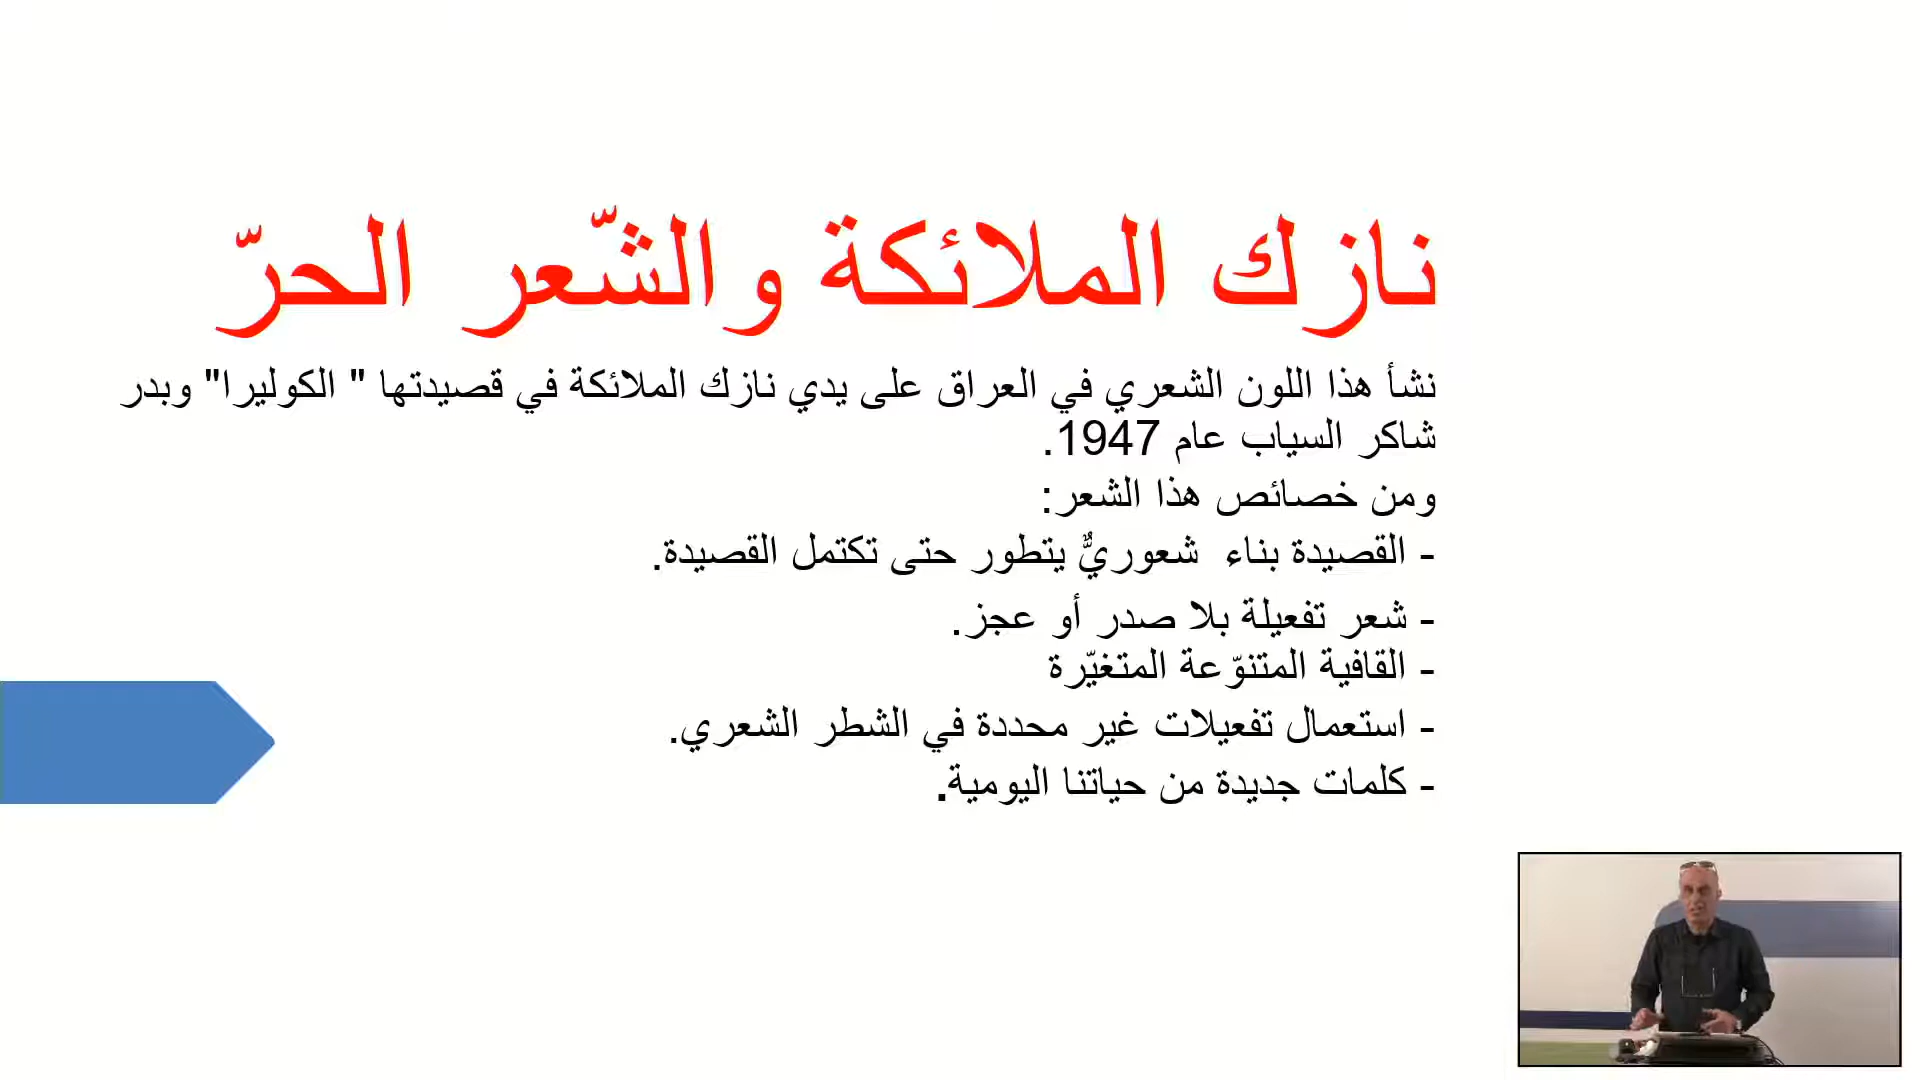 نازك الملائكة والشّعر الحرّ
نشأ هذا اللون الشعري في العراق على يدي نازك الملائكة في قصيدتها " الكوليرا" وبدر
شاكر السياب عام 1947.
ومن خصائص هذا الشعر:
- القصيدة بناء شعوريٌّ يتطور حتى تكتمل القصيدة.
- شعر تفعيلة بلا صدر أو عجز.
- القافية المتنوّعة المتغيّرة
- استعمال تفعيلات غير محددة في الشطر الشعري.
- كلمات جديدة من حياتنا اليومية.